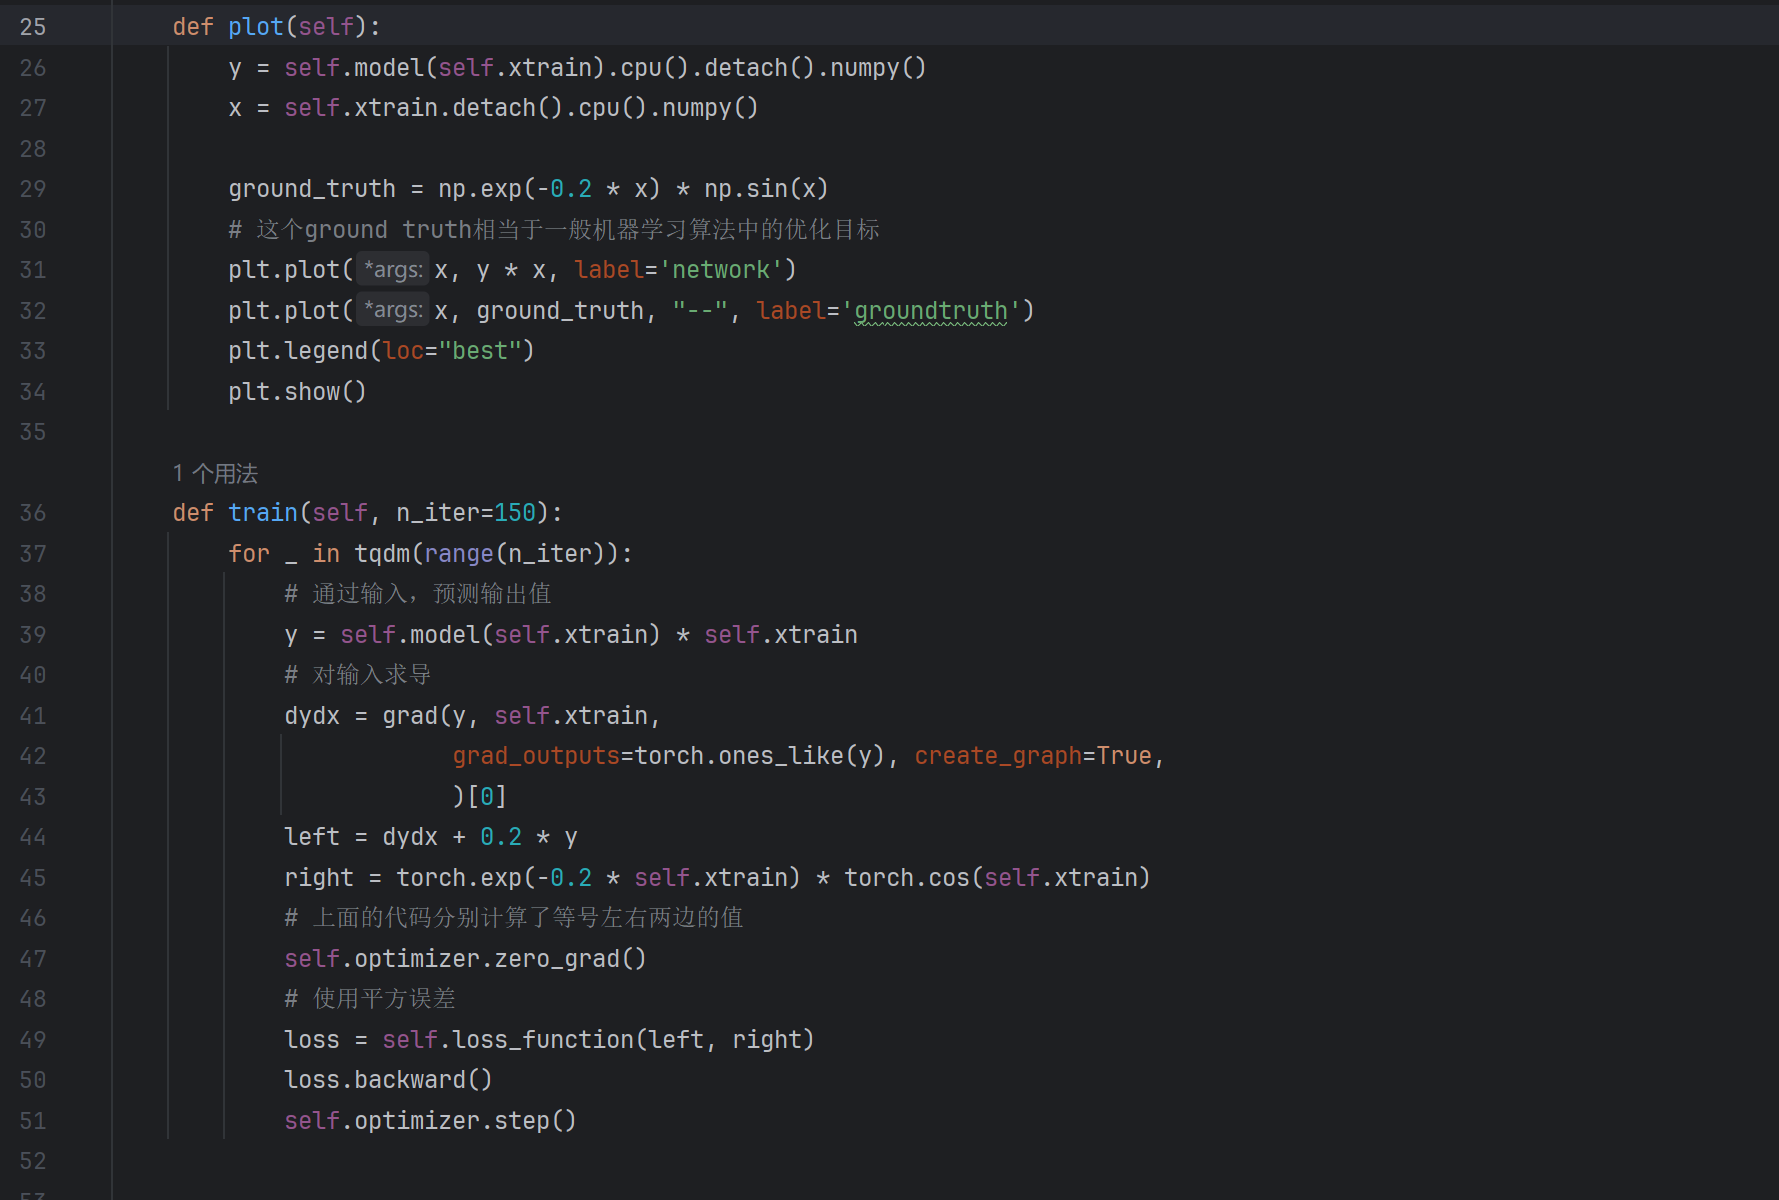 25 def plot(self):
26 y = self.model(self.xtrain).cpu().detach().numpy()
27 x = self.xtrain.detach().cpu().numpy()
28
29 ground_truth = np.exp(-0.2 * x) * np.sin(x)
30 # 这个ground truth相当于一般机器学习算法中的优化目标
31 plt.plot(*args: x, y * x, label='network')
32 plt.plot(*args: x, ground_truth, "--", label='groundtruth')
33 plt.legend(loc="best")
34 plt.show()
35
1 个用法
36 def train(self, n_iter=150):
37 for _ in tqdm(range(n_iter)):
38 # 通过输入，预测输出值
39 y = self.model(self.xtrain) * self.xtrain
40 # 对输入求导
41 dydx = grad(y, self.xtrain,
42 grad_outputs=torch.ones_like(y), create_graph=True,
43 )[0]
44 left = dydx + 0.2 * y
45 right = torch.exp(-0.2 * self.xtrain) * torch.cos(self.xtrain)
46 # 上面的代码分别计算了等号左右两边的值
47 self.optimizer.zero_grad()
48 # 使用平方误差
49 loss = self.loss_function(left, right)
50 loss.backward()
51 self.optimizer.step()
52
53